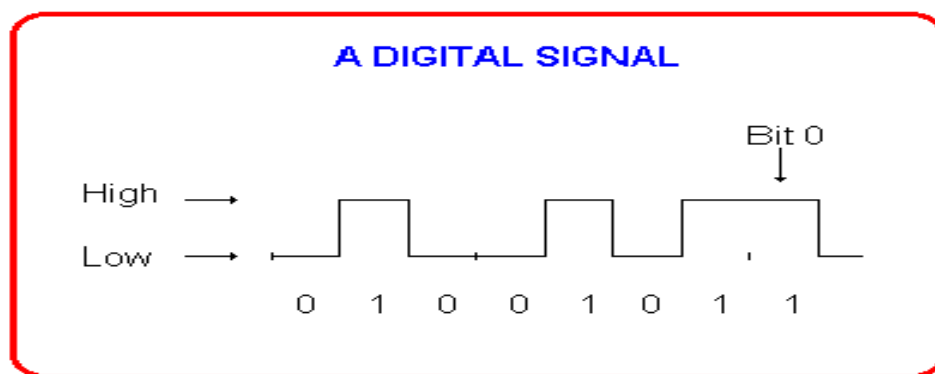 A DIGITAL SIGNAL
Bit 0
High
Low
0 1 0 0 1 0 1 1